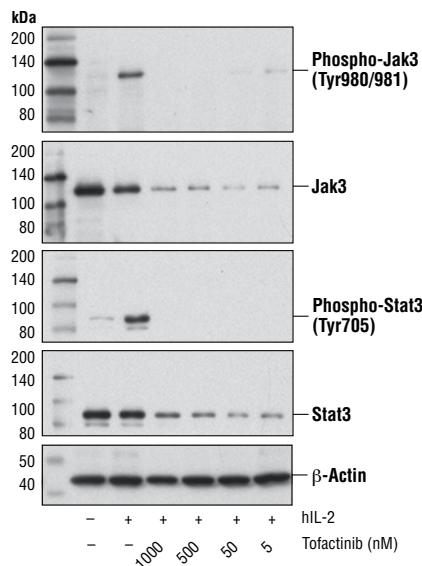 kDa
200
140
100
80
Phospho-Jak3
(Tyr980/981)
200
140
100
80
Jak3
200
140
100
80
Phospho-Stat3
(Tyr705)
200
140
100
80
Stat3
50
40
β-Actin
– + + + + + hIL-2
– – 1000 500 50 5 Tofactinib (nM)